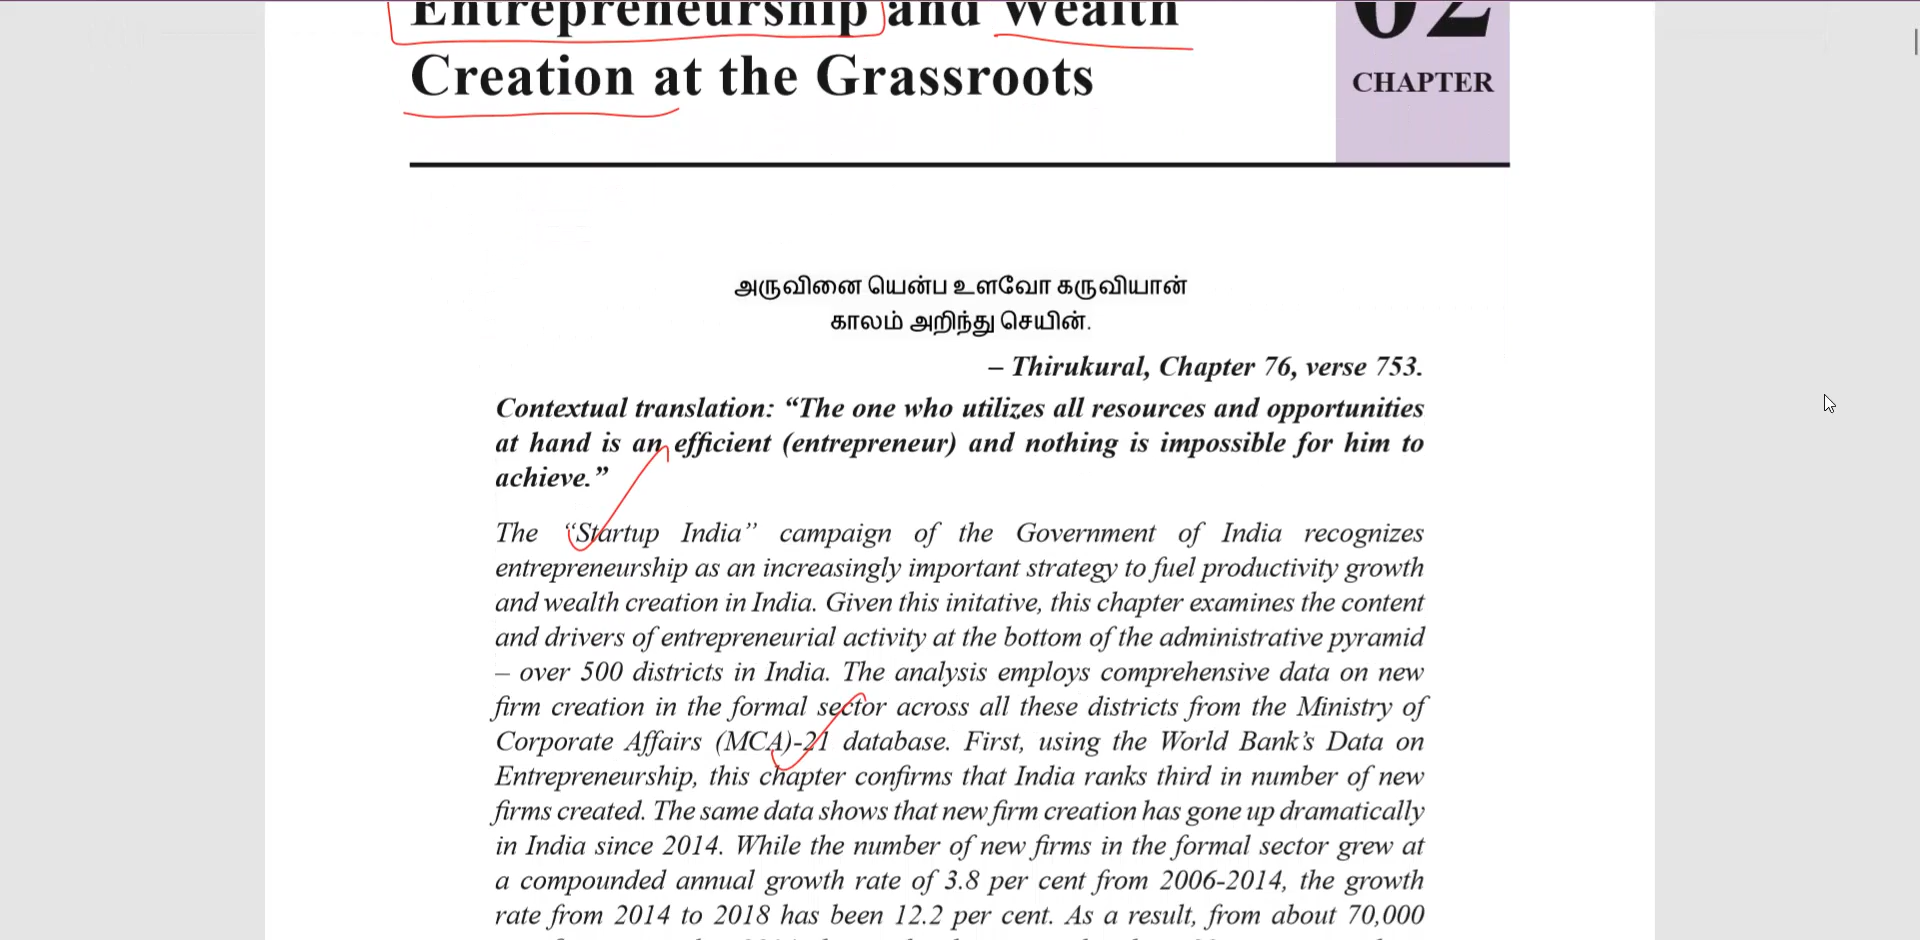 Entrepreneurship and Wealth
Creation at the Grassroots
02
CHAPTER
அருவினை யென்ப உளவோ கருவியான்
காலம் அறிந்து செயின்.
– Thirukural, Chapter 76, verse 753.
Contextual translation: “The one who utilizes all resources and opportunities
at hand is an efficient (entrepreneur) and nothing is impossible for him to
achieve.”
The “Startup India” campaign of the Government of India recognizes
entrepreneurship as an increasingly important strategy to fuel productivity growth
and wealth creation in India. Given this initative, this chapter examines the content
and drivers of entrepreneurial activity at the bottom of the administrative pyramid
– over 500 districts in India. The analysis employs comprehensive data on new
firm creation in the formal sector across all these districts from the Ministry of
Corporate Affairs (MCA)-21 database. First, using the World Bank’s Data on
Entrepreneurship, this chapter confirms that India ranks third in number of new
firms created. The same data shows that new firm creation has gone up dramatically
in India since 2014. While the number of new firms in the formal sector grew at
a compounded annual growth rate of 3.8 per cent from 2006-2014, the growth
rate from 2014 to 2018 has been 12.2 per cent. As a result, from about 70,000